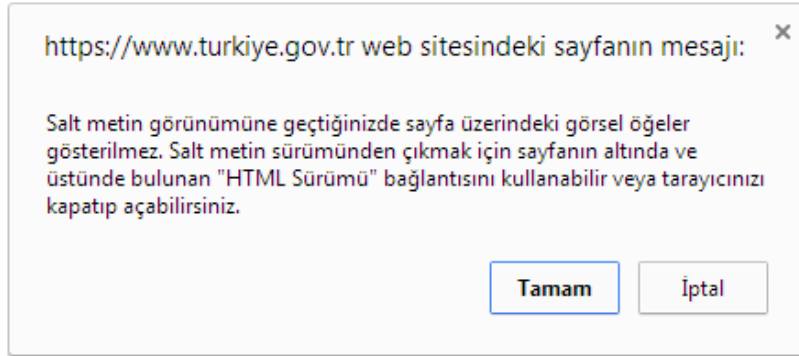 https://www.turkiye.gov.tr web sitesindeki sayfanın mesajı:
Salt metin görünümüne geçtiğinizde sayfa üzerindeki görsel öğeler
gösterilmez. Salt metin sürümünden çıkmak için sayfanın altında ve
üstünde bulunan "HTML Sürümü" bağlantısını kullanabilir veya tarayıcınızı
kapatıp açabilirsiniz.
Tamam İptal